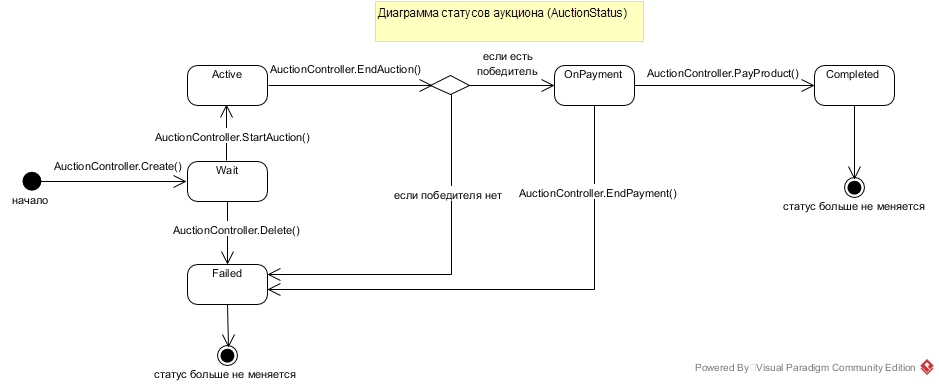 Диаграмма статусов аукциона (AuctionStatus)
если есть
победитель
Active
AuctionController.EndAuction()
OnPayment
AuctionController.PayProduct()
Completed
AuctionController.StartAuction()
AuctionController.Create()
Wait
начало
если победителя нет
AuctionController.EndPayment()
статус больше не меняется
AuctionController.Delete()
Failed
статус больше не меняется
Powered By Visual Paradigm Community Edition